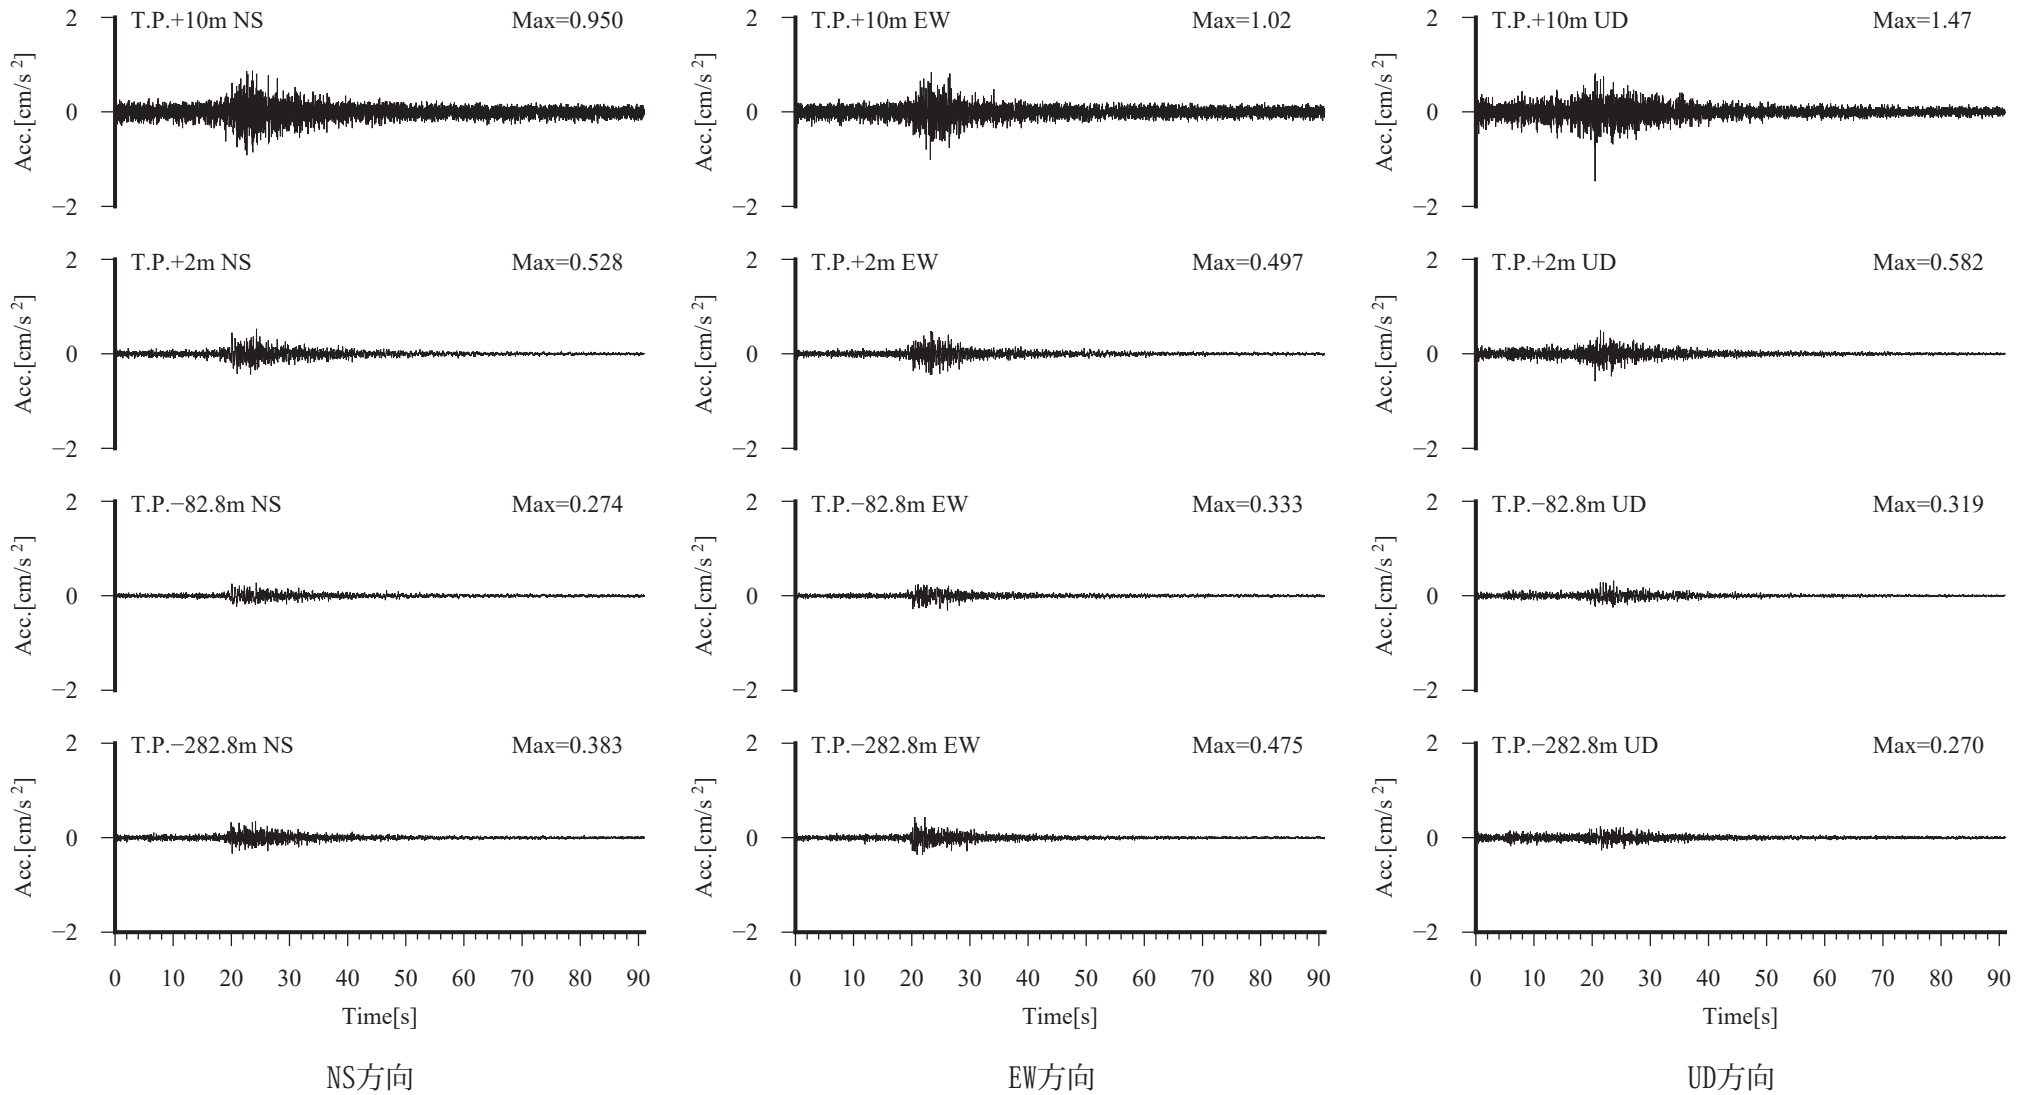 T.P.+10m NS Max=0.950
2
0
−2
Acc.[cm/s²]
T.P.+10m EW Max=1.02
2
0
−2
Acc.[cm/s²]
T.P.+10m UD Max=1.47
2
0
−2
Acc.[cm/s²]
T.P.+2m NS Max=0.528
2
0
−2
Acc.[cm/s²]
T.P.+2m EW Max=0.497
2
0
−2
Acc.[cm/s²]
T.P.+2m UD Max=0.582
2
0
−2
Acc.[cm/s²]
T.P.−82.8m NS Max=0.274
2
0
−2
Acc.[cm/s²]
T.P.−82.8m EW Max=0.333
2
0
−2
Acc.[cm/s²]
T.P.−82.8m UD Max=0.319
2
0
−2
Acc.[cm/s²]
T.P.−282.8m NS Max=0.383
2
0
−2
Acc.[cm/s²]
T.P.−282.8m EW Max=0.475
2
0
−2
Acc.[cm/s²]
T.P.−282.8m UD Max=0.270
2
0
−2
Acc.[cm/s²]
0 10 20 30 40 50 60 70 80 90
0 10 20 30 40 50 60 70 80 90
0 10 20 30 40 50 60 70 80 90
Time[s]
Time[s]
Time[s]
NS方向
EW方向
UD方向